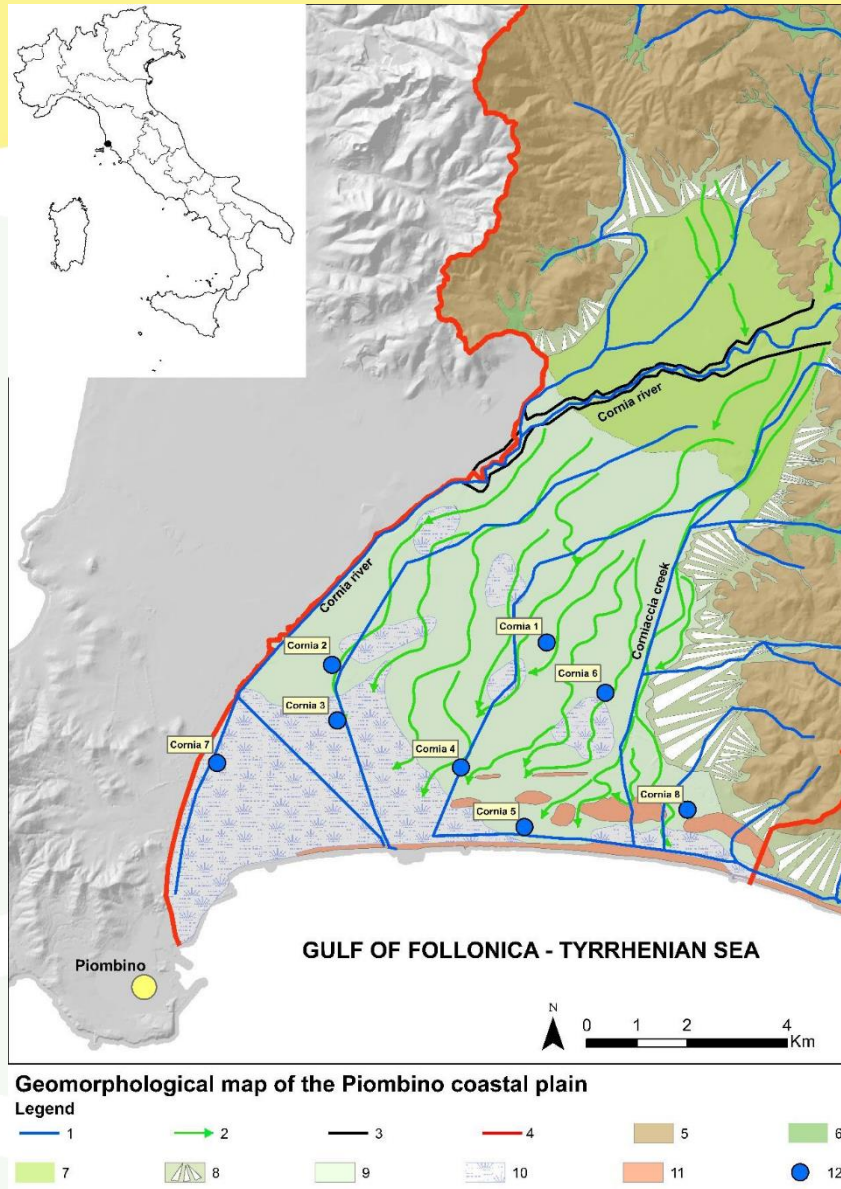 Cornia river
Cornia river
Corniaccia creek
Cornia 1
Cornia 2
Cornia 6
Cornia 3
Cornia 7
Cornia 4
Cornia 8
Cornia 5
Piombino
GULF OF FOLLONICA - TYRRHENIAN SEA
N
0 1 2 4
Km
Geomorphological map of the Piombino coastal plain
Legend
1 2 3 4 5 6
7 8 9 10 11 12